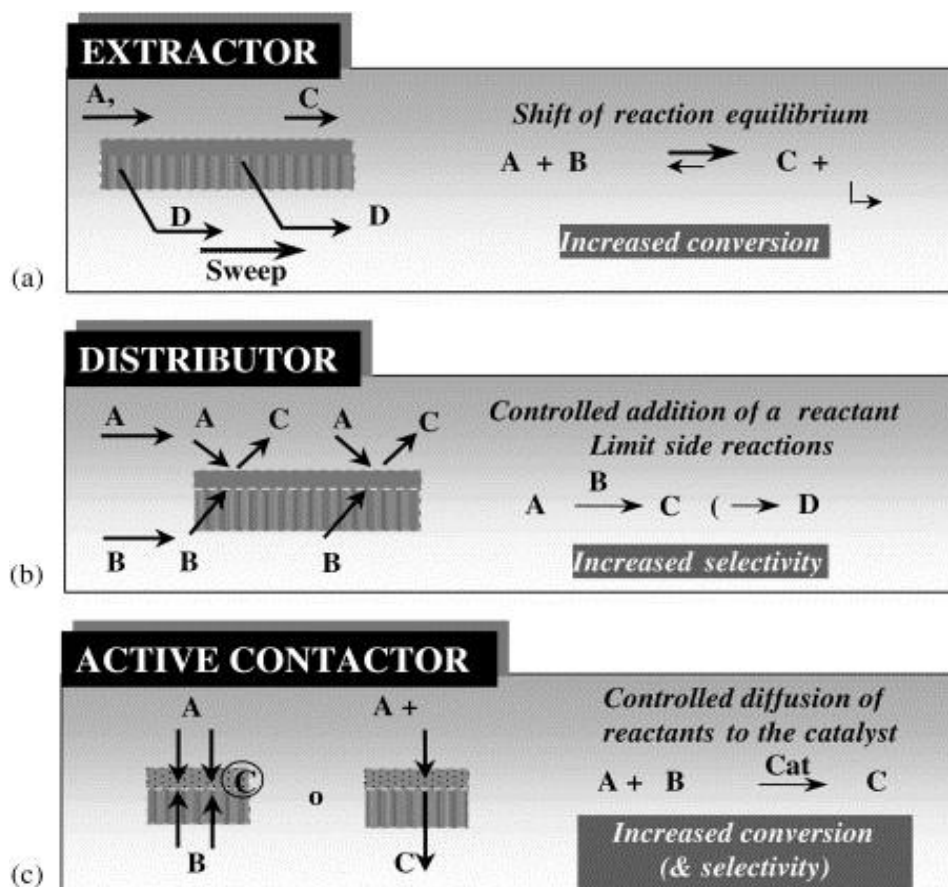 EXTRACTOR
A,
C
Shift of reaction equilibrium
A + B C +
D
D
Sweep
Increased conversion
(a)
DISTRIBUTOR
A A C A C
Controlled addition of a reactant
Limit side reactions
B
A C ( D
B B B
Increased selectivity
(b)
ACTIVE CONTACTOR
A
A +
Controlled diffusion of
reactants to the catalyst
Cat
A + B C
C
o
B
C
Increased conversion
(& selectivity)
(c)